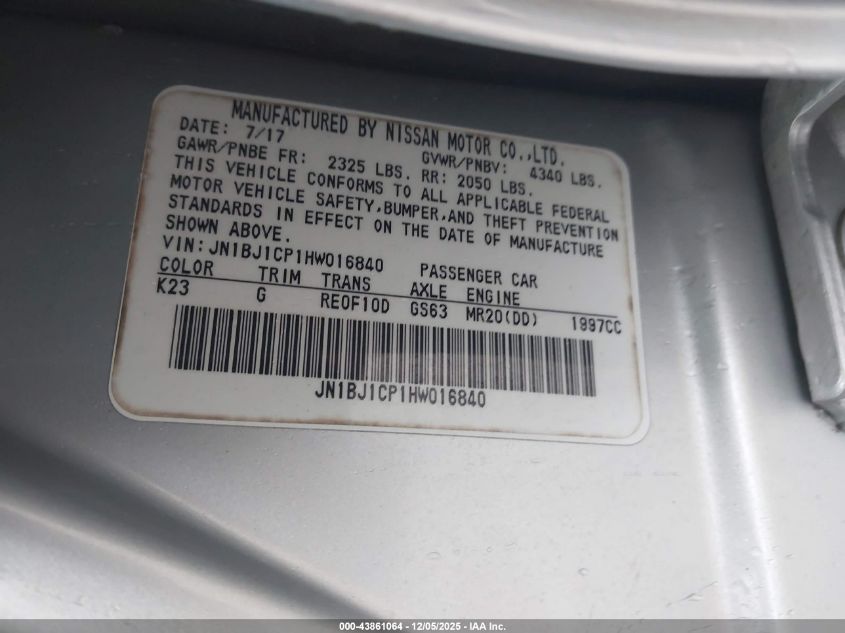 MANUFACTURED BY NISSAN MOTOR CO.,LTD.
DATE: 7/17 GVWR/PNBV: 4340 LBS.
GAWR/PNBE FR: 2325 LBS. RR: 2050 LBS.
THIS VEHICLE CONFORMS TO ALL APPLICABLE FEDERAL
MOTOR VEHICLE SAFETY,BUMPER,AND THEFT PREVENTION
STANDARDS IN EFFECT ON THE DATE OF MANUFACTURE
SHOWN ABOVE.
VIN:JN1BJ1CP1HW016840 PASSENGER CAR
COLOR TRIM TRANS AXLE ENGINE
K23 G RE0F10D GS63 MR20(DD) 1997CC
JN1BJ1CP1HW016840
000-43861064 - 12/05/2025 - IAA Inc.